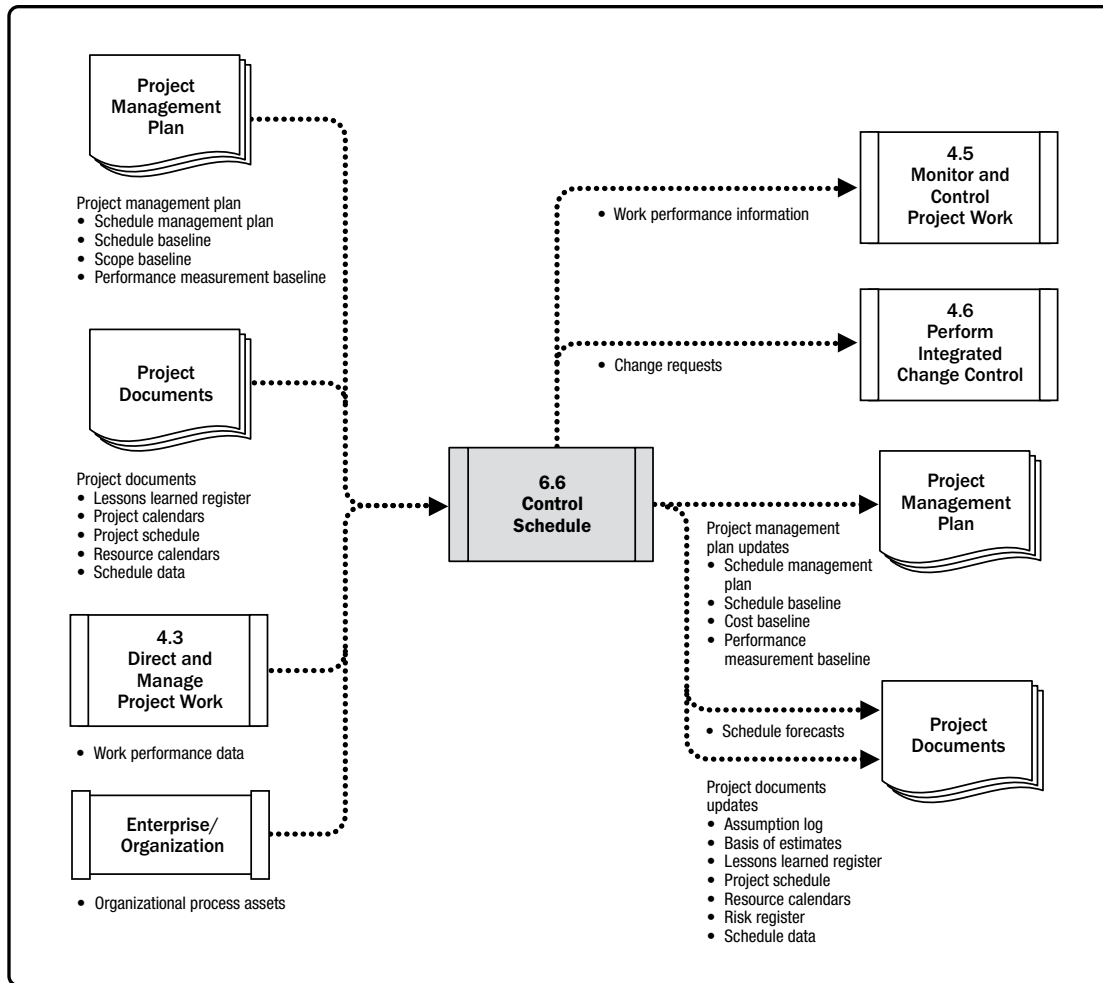 Project
Management
Plan
Project management plan
• Schedule management plan
• Schedule baseline
• Scope baseline
• Performance measurement baseline
Project
Documents
Project documents
• Lessons learned register
• Project calendars
• Project schedule
• Resource calendars
• Schedule data
4.3
Direct and
Manage
Project Work
• Work performance data
Enterprise/
Organization
• Organizational process assets
6.6
Control
Schedule
• Work performance information
4.5
Monitor and
Control
Project Work
• Change requests
4.6
Perform
Integrated
Change Control
Project
Management
Plan
Project management
plan updates
• Schedule management
plan
• Schedule baseline
• Cost baseline
• Performance
measurement baseline
• Schedule forecasts
Project
Documents
Project documents
updates
• Assumption log
• Basis of estimates
• Lessons learned register
• Project schedule
• Resource calendars
• Risk register
• Schedule data